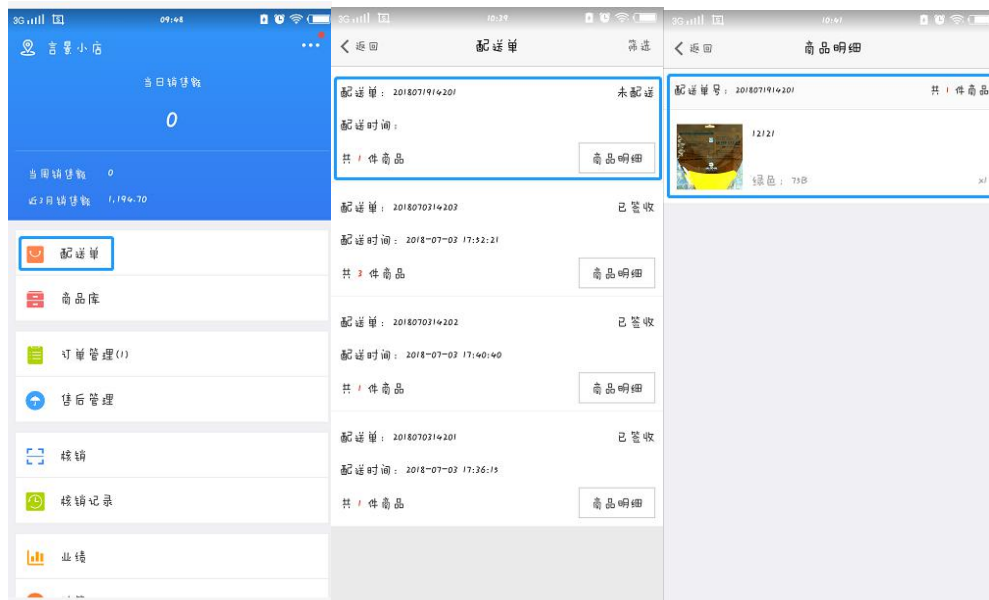 3G 09:48
言景小店
当日销售额
0
当周销售额 0
近3月销售额 1,194.70
配送单
商品库
订单管理(1)
售后管理
核销
核销记录
业绩
3G 10:39
返回 配送单 筛选
配送单: 2018071914201 未配送
配送时间:
共 1 件商品 商品明细
配送单: 2018070314203 已签收
配送时间: 2018-07-03 17:52:21
共 3 件商品 商品明细
配送单: 2018070314202 已签收
配送时间: 2018-07-03 17:40:40
共 1 件商品 商品明细
配送单: 2018070314201 已签收
配送时间: 2018-07-03 17:36:15
共 1 件商品 商品明细
3G 10:41
返回 商品明细
配送单号: 2018071914201 共 1 件商品
12121
绿色: 75B x1